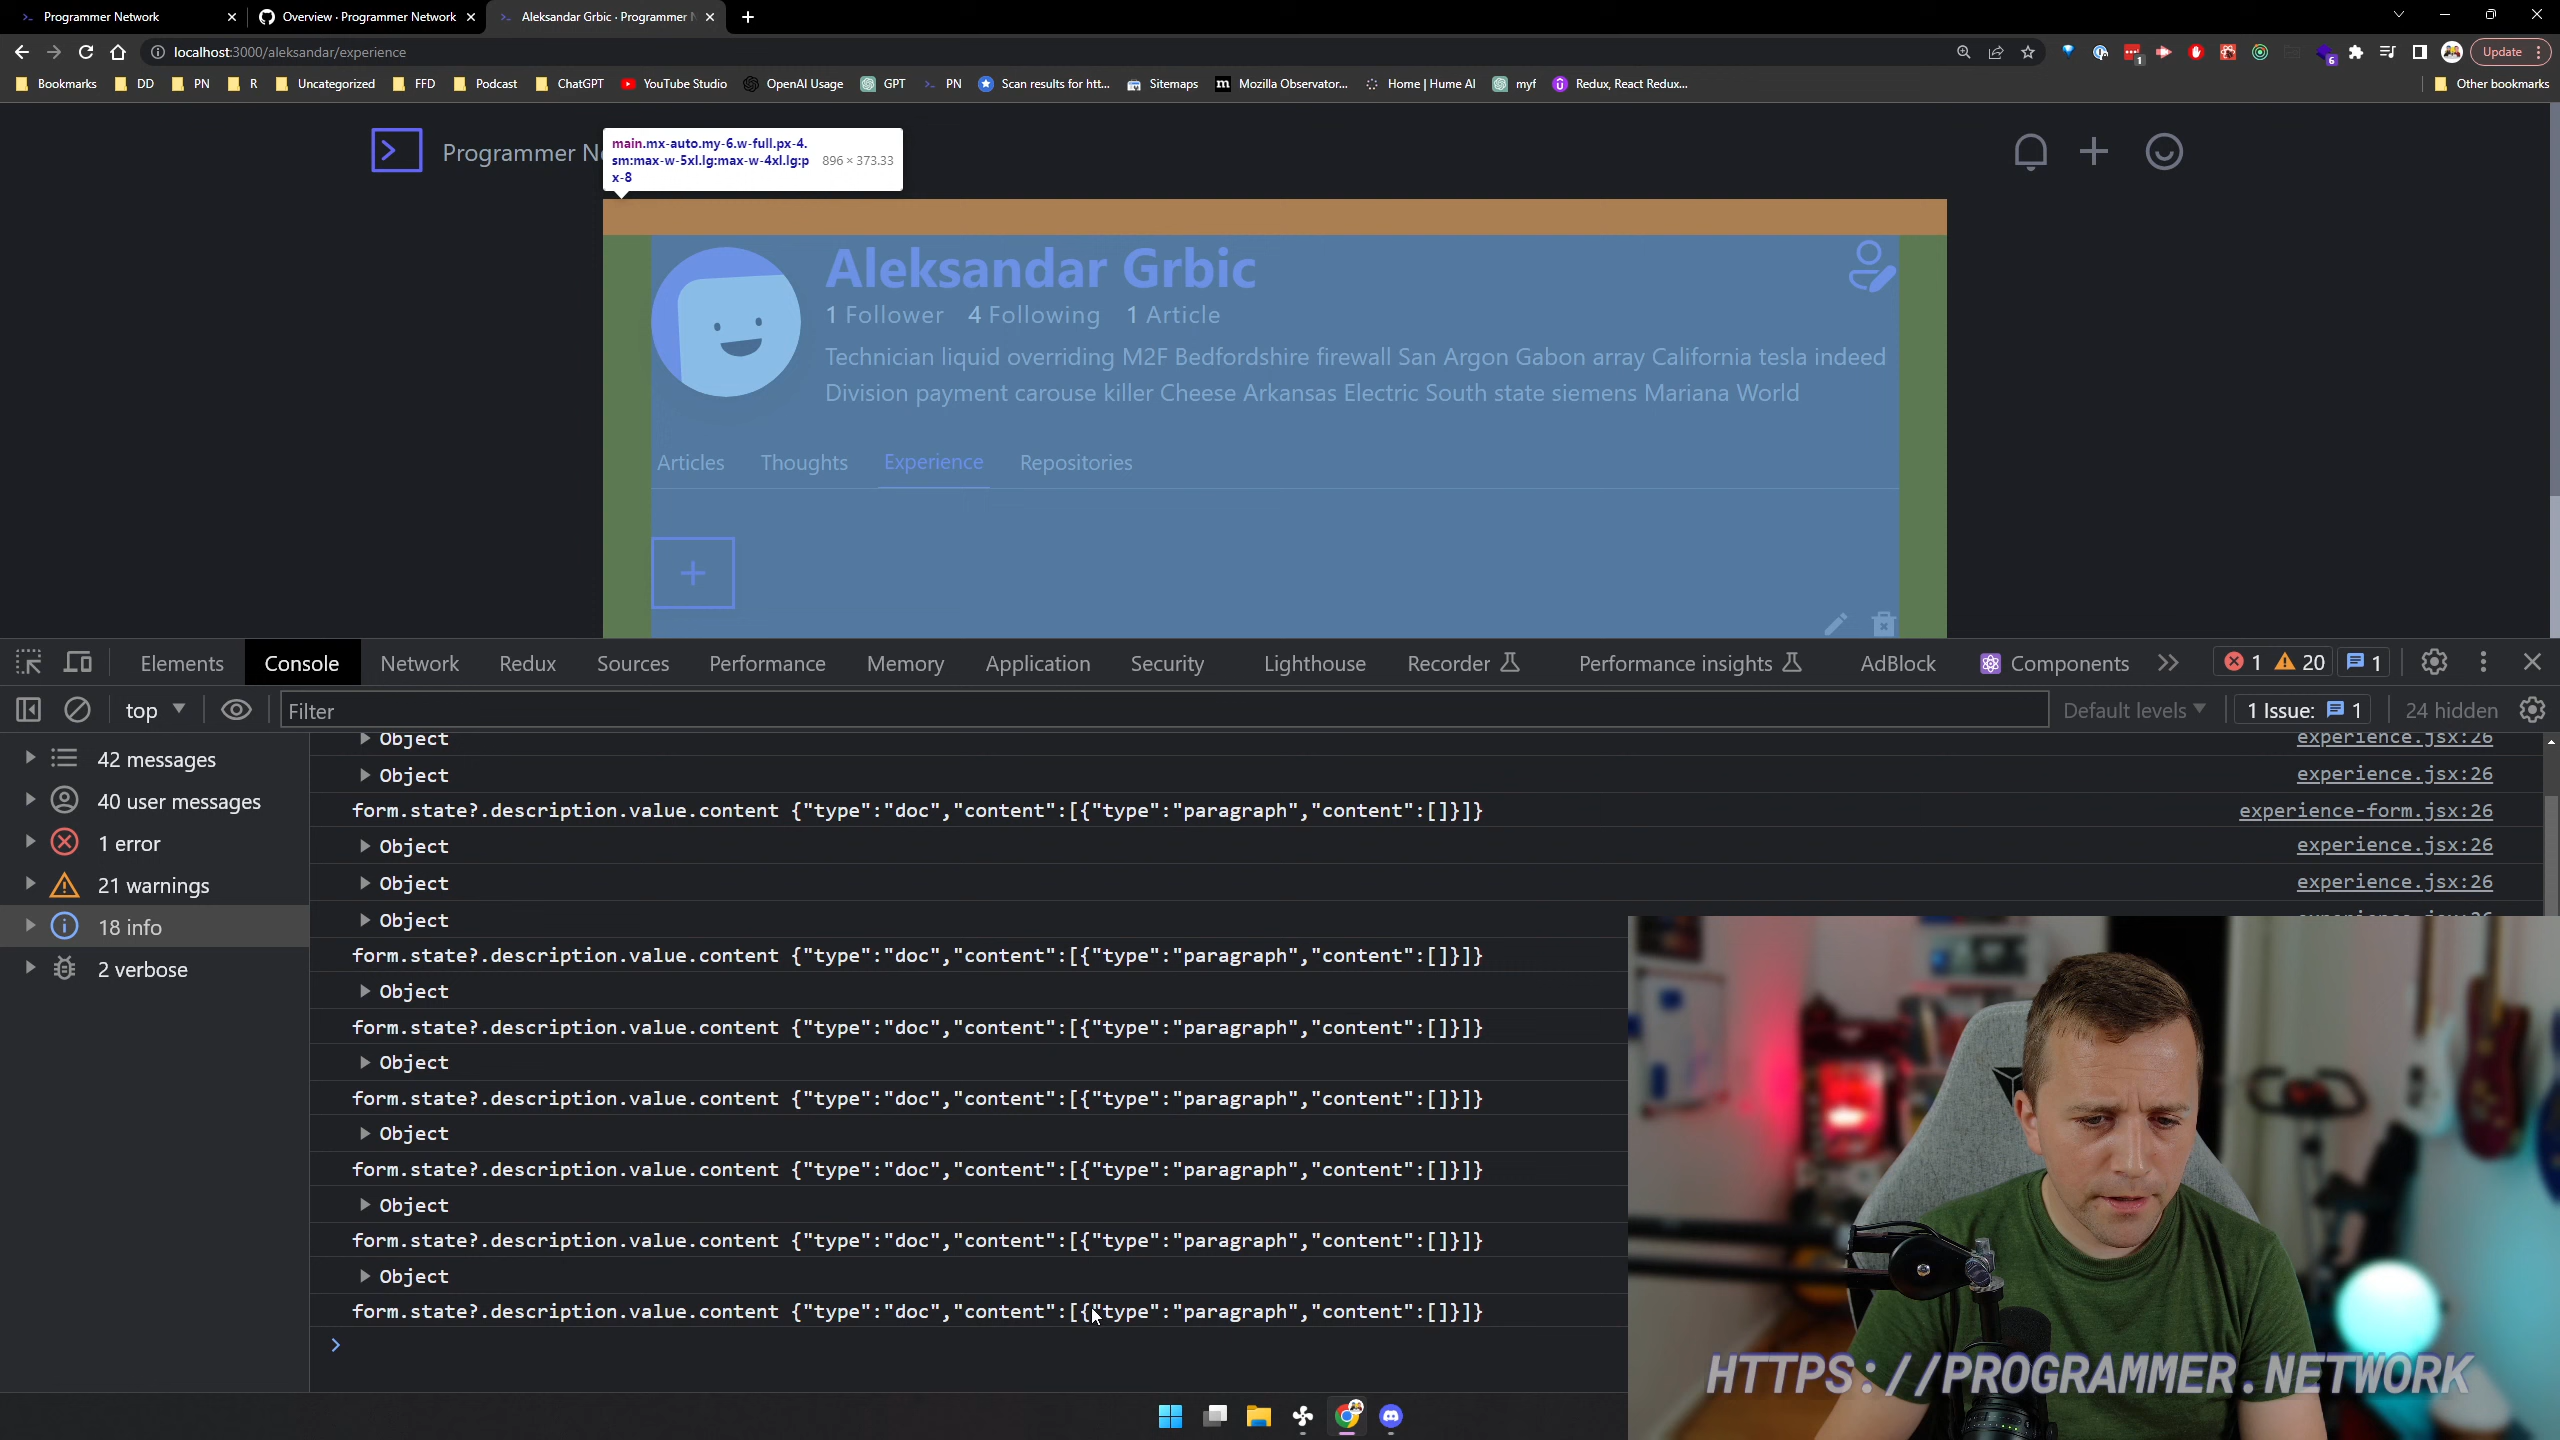 Programmer Network
Overview · Programmer Network
Aleksandar Grbic · Programmer N
localhost:3000/aleksandar/experience
1
6
Update
Bookmarks
DD
PN
R
Uncategorized
FFD
Podcast
ChatGPT
YouTube Studio
OpenAI Usage
GPT
PN
Scan results for htt...
Sitemaps
Mozilla Observator...
Home | Hume AI
myf
Redux, React Redux...
Other bookmarks
Programmer Ne
main.mx-auto.my-6.w-full.px-4.
sm:max-w-5xl.lg:max-w-4xl.lg:p 896 × 373.33
x-8
Aleksandar Grbic
1 Follower 4 Following 1 Article
Technician liquid overriding M2F Bedfordshire firewall San Argon Gabon array California tesla indeed
Division payment carouse killer Cheese Arkansas Electric South state siemens Mariana World
Articles Thoughts Experience Repositories
+
Elements Console Network Redux Sources Performance Memory Application Security Lighthouse Recorder Performance insights AdBlock Components 1 20 1
top Filter Default levels 1 Issue: 1 24 hidden
42 messages
40 user messages
1 error
21 warnings
18 info
2 verbose
Object experience.jsx:26
Object experience.jsx:26
form.state?.description.value.content {"type":"doc","content":[{"type":"paragraph","content":[]}]} experience-form.jsx:26
Object experience.jsx:26
Object experience.jsx:26
Object experience.jsx:26
form.state?.description.value.content {"type":"doc","content":[{"type":"paragraph","content":[]}]}
Object
form.state?.description.value.content {"type":"doc","content":[{"type":"paragraph","content":[]}]}
Object
form.state?.description.value.content {"type":"doc","content":[{"type":"paragraph","content":[]}]}
Object
form.state?.description.value.content {"type":"doc","content":[{"type":"paragraph","content":[]}]}
Object
form.state?.description.value.content {"type":"doc","content":[{"type":"paragraph","content":[]}]}
Object
form.state?.description.value.content {"type":"doc","content":[{"type":"paragraph","content":[]}]}
HTTPS://PROGRAMMER.NETWORK